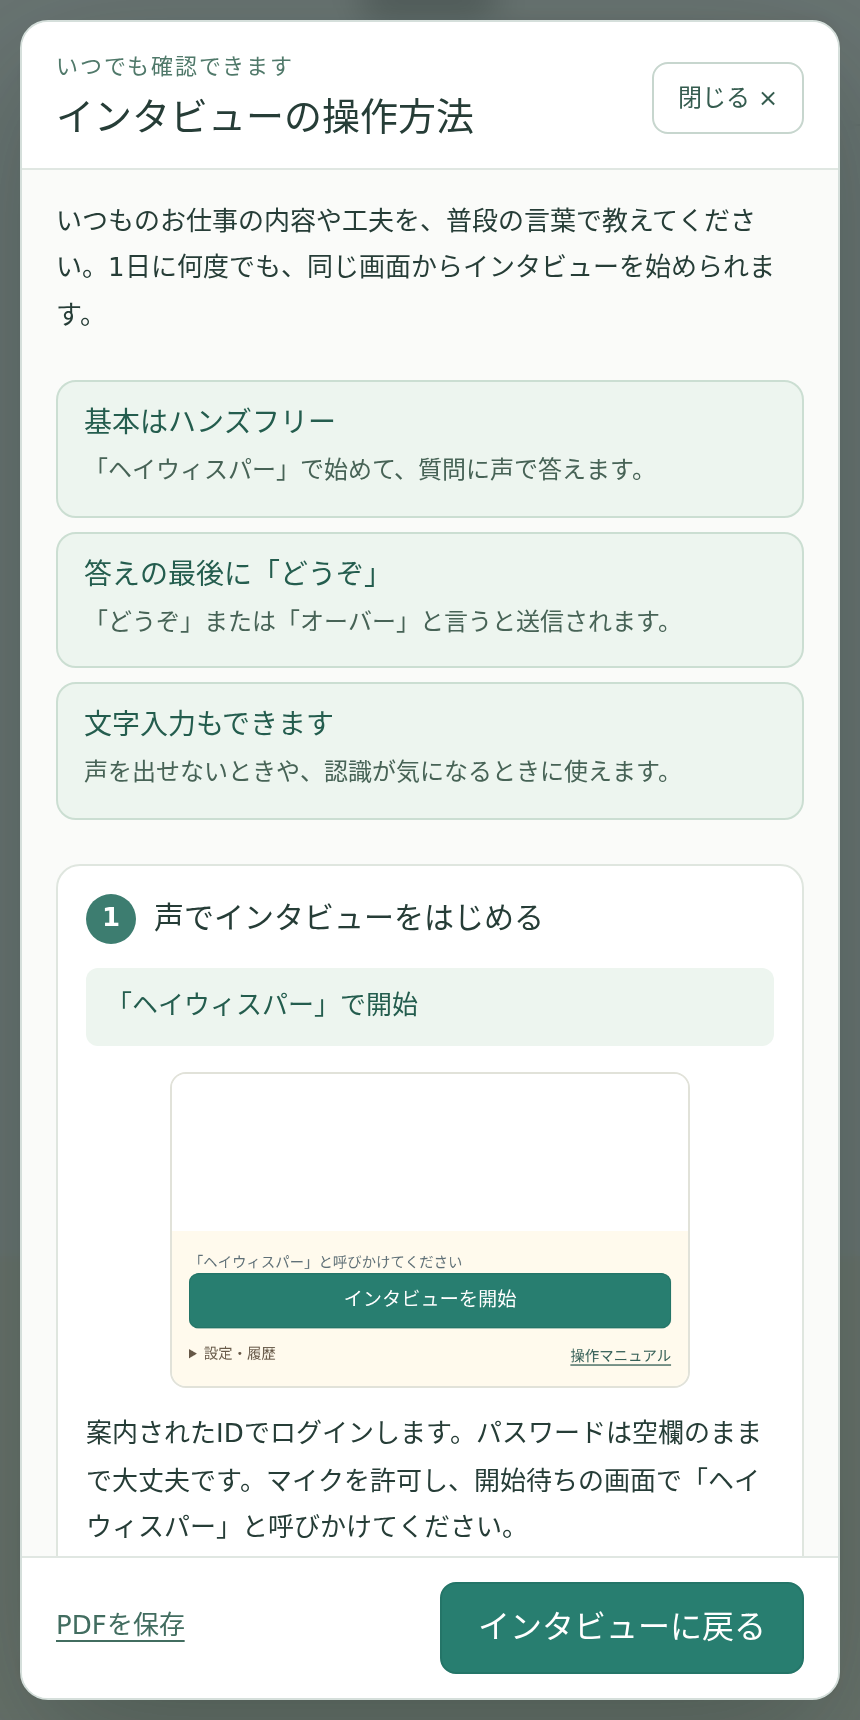 いつでも確認できます
インタビューの操作方法
閉じる ×
いつものお仕事の内容や工夫を、普段の言葉で教えてくださ
い。1日に何度でも、同じ画面からインタビューを始められま
す。
基本はハンズフリー
「ヘイウィスパー」で始めて、質問に声で答えます。
答えの最後に「どうぞ」
「どうぞ」または「オーバー」と言うと送信されます。
文字入力もできます
声を出せないときや、認識が気になるときに使えます。
1 声でインタビューをはじめる
「ヘイウィスパー」で開始
「ヘイウィスパー」と呼びかけてください
インタビューを開始
▶ 設定・履歴
操作マニュアル
案内されたIDでログインします。パスワードは空欄のまま
で大丈夫です。マイクを許可し、開始待ちの画面で「ヘイ
ウィスパー」と呼びかけてください。
PDFを保存
インタビューに戻る